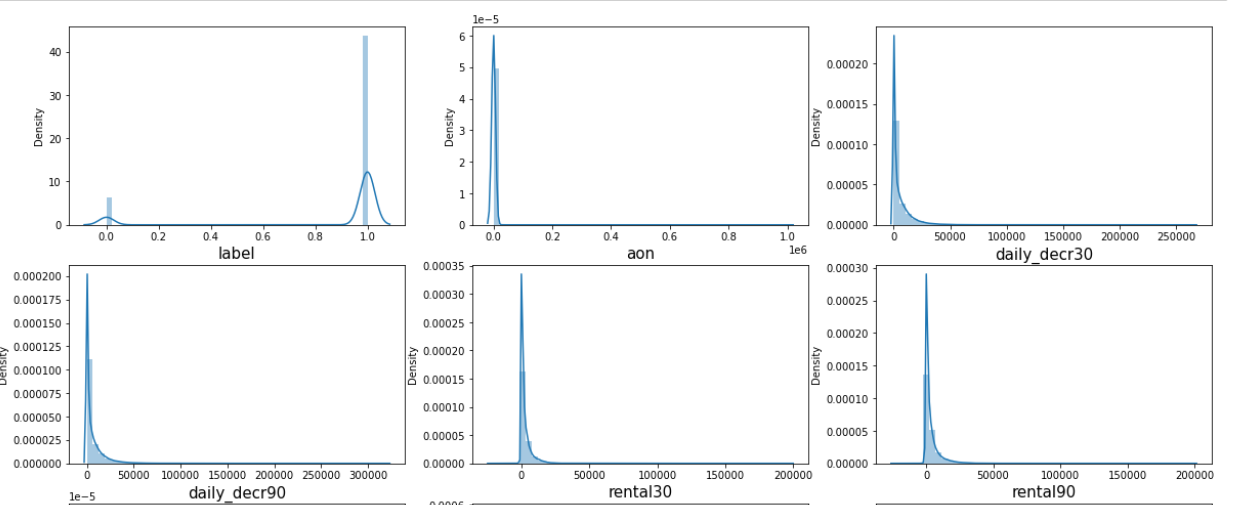 1e−5
Density
40
30
20
10
0
0.0 0.2 0.4 0.6 0.8 1.0
label
Density
6
5
4
3
2
1
0
0.0 0.2 0.4 0.6 0.8 1.0
1e6
aon
Density
0.00020
0.00015
0.00010
0.00005
0.00000
0 50000 100000 150000 200000 250000
daily_decr30
Density
0.000200
0.000175
0.000150
0.000125
0.000100
0.000075
0.000050
0.000025
0.000000
0 50000 100000 150000 200000 250000 300000
daily_decr90
Density
0.00035
0.00030
0.00025
0.00020
0.00015
0.00010
0.00005
0.00000
0 50000 100000 150000 200000
rental30
Density
0.00030
0.00025
0.00020
0.00015
0.00010
0.00005
0.00000
0 50000 100000 150000 200000
rental90
1e−5